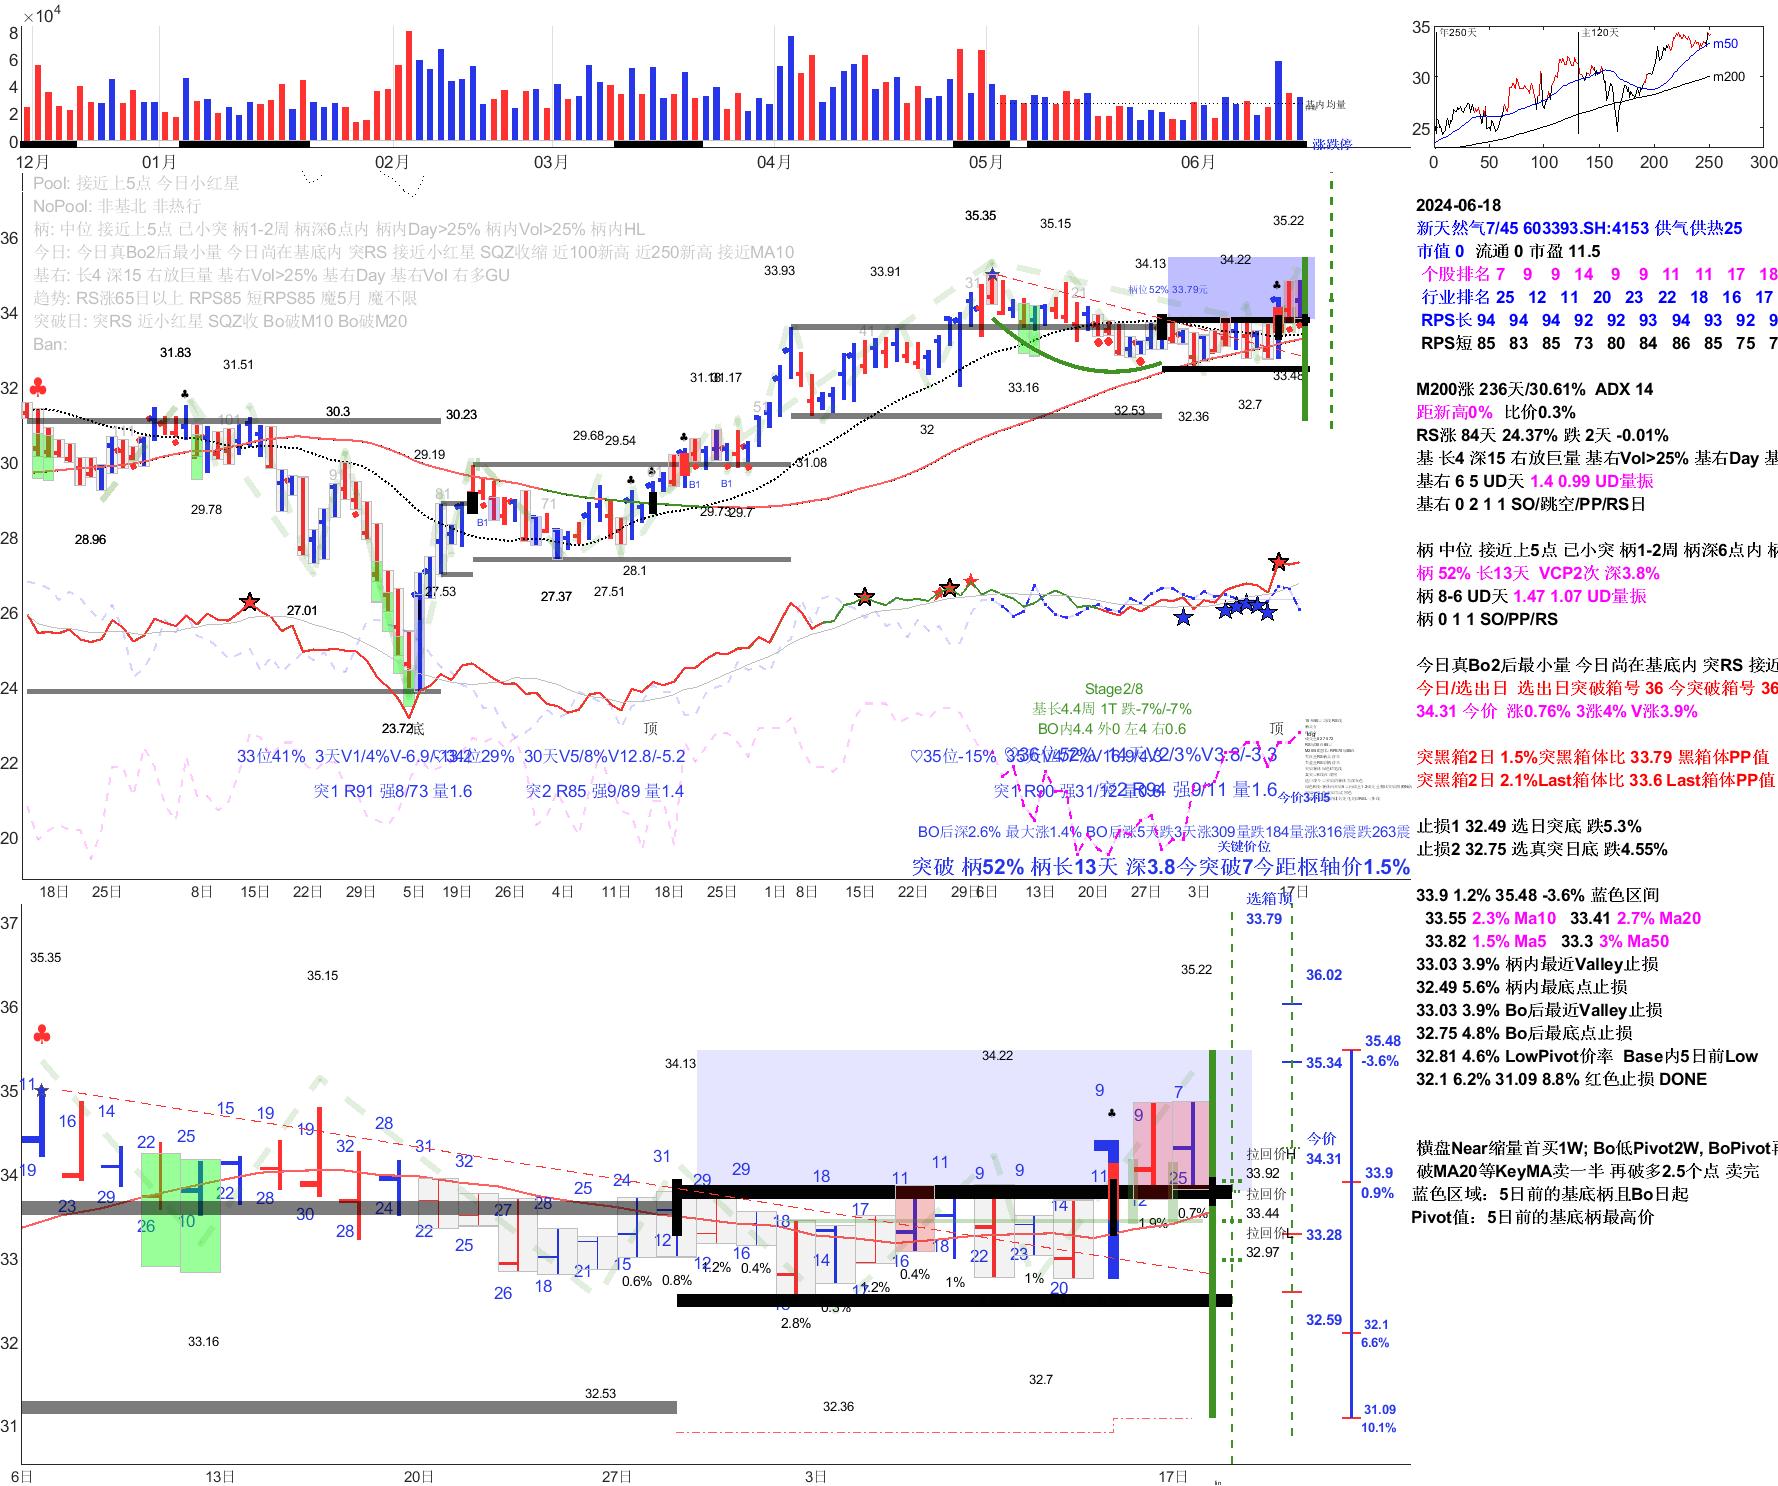 ×10⁴
8
6
4
2
0
基内均量
涨跌停
12月 01月 02月 03月 04月 05月 06月
35
30
25
年250天 主120天
m50
m200
0 50 100 150 200 250 300
Pool: 接近上5点 今日小红星
NoPool: 非基北 非热行
柄: 中位 接近上5点 己小突 柄1-2周 柄深6点内 柄内Day>25% 柄内Vol>25% 柄内HL
今日: 今日真Bo2后最小量 今日尚在基底内 突RS 接近小红星 SQZ收缩 近100新高 近250新高 接近MA10
基右: 长4 深15 右放巨量 基右Vol>25% 基右Day 基右Vol 右多GU
趋势: RS涨65日以上 RPS85 短RPS85 魔5月 魔不限
突破日: 突RS 近小红星 SQZ收 Bo破M10 Bo破M20
Ban:
36
34
32
30
28
26
24
22
20
35.35
35.15
35.22
33.93
33.91
34.13
34.22
柄位52% 33.79元
31.83
31.51
30.3
30.23
29.19
29.68
29.54
31.17
31.08
28.96
29.78
27.01
27.53
27.37
27.51
28.1
29.73
29.7
32
33.16
32.53
32.36
32.7
33.48
B1
B1
B1
101
91
81
71
51
41
31
21
23.72底
顶
顶
Stage2/8
基长4.4周 1T 跌-7%/-7%
BO内4.4 外0 左4 右0.6
33位41% 3天V1/4%V-6.9/-13.2
位29% 30天V5/8%V12.8/-5.2
♡35位-15%
突1 R91 强8/73 量1.6
突2 R85 强9/89 量1.4
突1 R90 强31/12
突2 R94 强9/11 量1.6
今价3和5
BO后深2.6% 最大涨1.4% BO后涨5天跌3天涨309量跌184量涨316震跌263震
关键价位
突破 柄52% 柄长13天 深3.8今突破7今距枢轴价1.5%
18日 25日 8日 15日 22日 29日 5日 19日 26日 4日 11日 18日 25日 1日 8日 15日 22日 29日 6日 13日 20日 27日 3日 17日
2024-06-18
新天然气7/45 603393.SH:4153 供气供热25
市值 0 流通 0 市盈 11.5
个股排名 7 9 9 14 9 9 11 11 17 18
行业排名 25 12 11 20 23 22 18 16 17
RPS长 94 94 94 92 92 93 94 93 92 9
RPS短 85 83 85 73 80 84 86 85 75 7
M200涨 236天/30.61% ADX 14
距新高0% 比价0.3%
RS涨 84天 24.37% 跌 2天 -0.01%
基 长4 深15 右放巨量 基右Vol>25% 基右Day 基
基右 6 5 UD天 1.4 0.99 UD量振
基右 0 2 1 1 SO/跳空/PP/RS日
柄 中位 接近上5点 己小突 柄1-2周 柄深6点内 柄
柄 52% 长13天 VCP2次 深3.8%
柄 8-6 UD天 1.47 1.07 UD量振
柄 0 1 1 SO/PP/RS
今日真Bo2后最小量 今日尚在基底内 突RS 接近
今日/选出日 选出日突破箱号 36 今突破箱号 36
34.31 今价 涨0.76% 3涨4% V涨3.9%
突黑箱2日 1.5%突黑箱体比 33.79 黑箱体PP值
突黑箱2日 2.1%Last箱体比 33.6 Last箱体PP值
止损1 32.49 选日突底 跌5.3%
止损2 32.75 选真突日底 跌4.55%
33.9 1.2% 35.48 -3.6% 蓝色区间
33.55 2.3% Ma10 33.41 2.7% Ma20
33.82 1.5% Ma5 33.3 3% Ma50
33.03 3.9% 柄内最近Valley止损
32.49 5.6% 柄内最底点止损
33.03 3.9% Bo后最近Valley止损
32.75 4.8% Bo后最底点止损
32.81 4.6% LowPivot价率 Base内5日前Low
32.1 6.2% 31.09 8.8% 红色止损 DONE
横盘Near缩量首买1W; Bo低Pivot2W, BoPivot再
破MA20等KeyMA卖一半 再破多2.5个点 卖完
蓝色区域：5日前的基底柄且Bo日起
Pivot值：5日前的基底柄最高价
37
36
35
34
33
32
31
35.35
35.15
34.13
34.22
35.22
选箱顶
33.79
36.02
35.34
今价
34.31
33.28
32.59
35.48
-3.6%
33.9
0.9%
32.1
6.6%
31.09
10.1%
拉回价H
33.92
拉回价
33.44
拉回价L
32.97
11 16 14 22 25 15 19 19 32 28 31 32 27 28 25 24 31 29 29 18 17 11 11 9 9 14 9 9 7
19 23 29 26 10 22 28 30 28 24 22 25 26 18 21 15 12 12 16 18 14 17 16 18 22 23 20 11 12 25
0.6% 0.8% 1.2% 0.4% 2.8% 0.3% 1.2% 0.4% 1% 1% 1.9% 0.7%
33.16
32.53
32.36
32.7
6日 13日 20日 27日 3日 17日